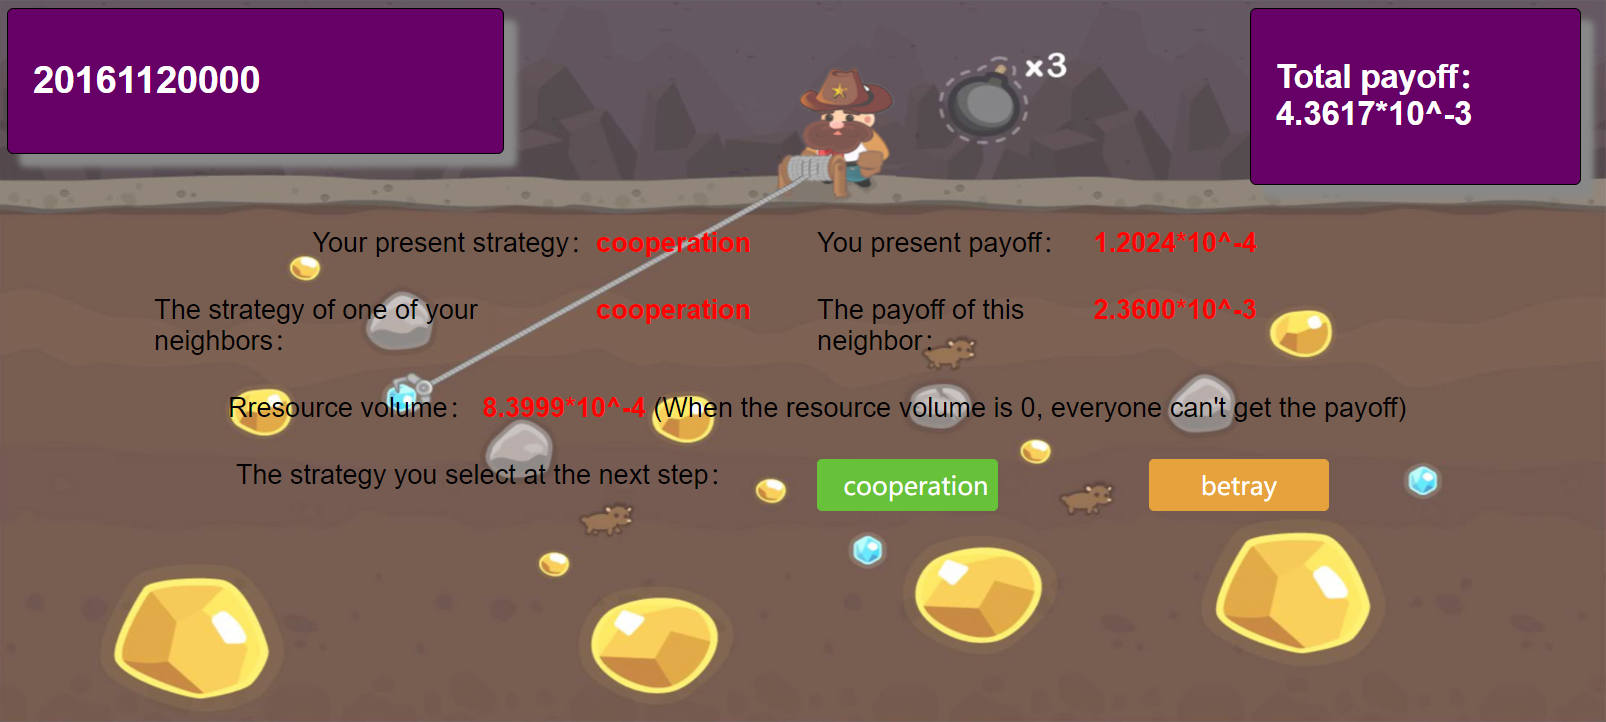 20161120000
×3
Total payoff:
4.3617*10^-3
Your present strategy: cooperation
You present payoff: 1.2024*10^-4
The strategy of one of your
neighbors: cooperation
The payoff of this
neighbor: 2.3600*10^-3
Rresource volume: 8.3999*10^-4 (When the resource volume is 0, everyone can't get the payoff)
The strategy you select at the next step: cooperation betray